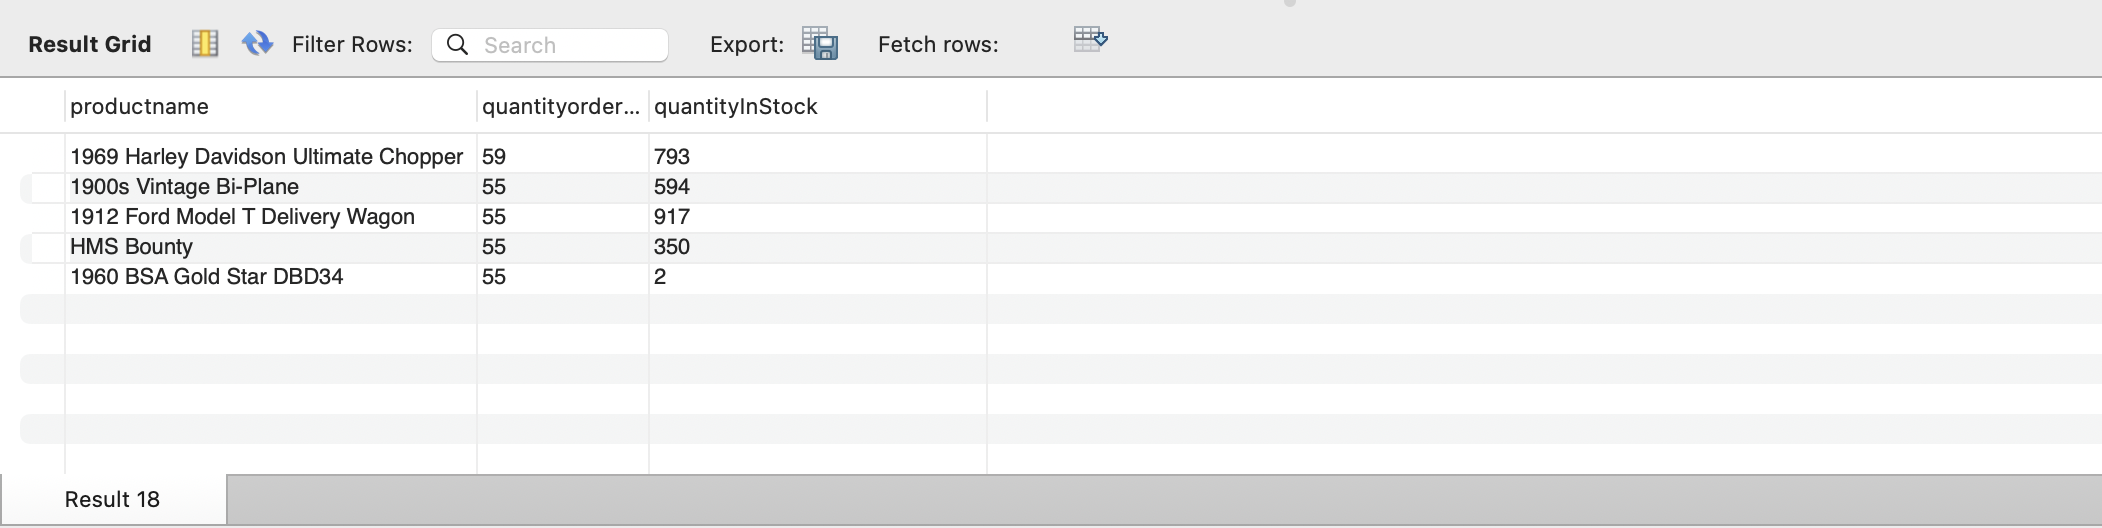 Result Grid Filter Rows: Search Export: Fetch rows:
productname quantityorder... quantityInStock
1969 Harley Davidson Ultimate Chopper 59 793
1900s Vintage Bi-Plane 55 594
1912 Ford Model T Delivery Wagon 55 917
HMS Bounty 55 350
1960 BSA Gold Star DBD34 55 2
Result 18